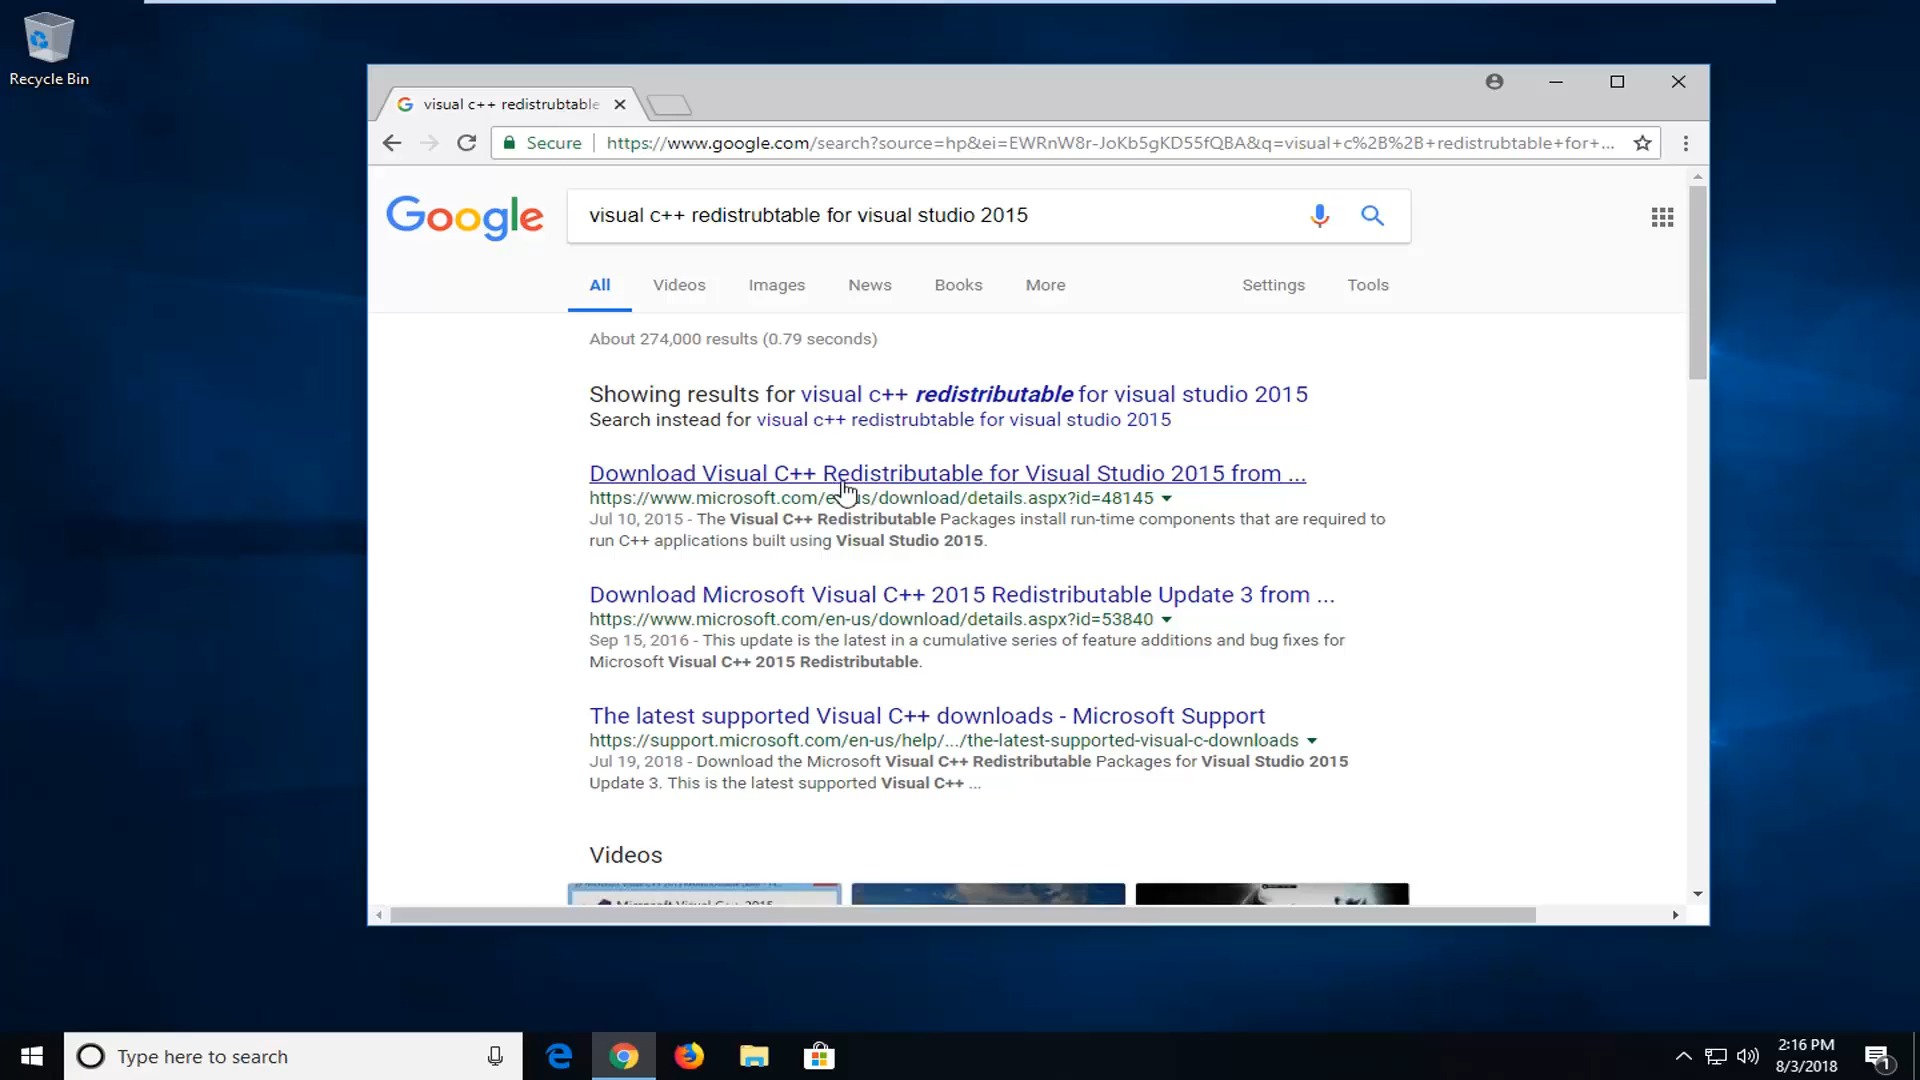 Recycle Bin
visual c++ redistrubtable
Secure
https://www.google.com/search?source=hp&ei=EWRnW8r-JoKb5gKD55fQBA&q=visual+c%2B%2B+redistrubtable+for+...
Google
visual c++ redistrubtable for visual studio 2015
All Videos Images News Books More Settings Tools
About 274,000 results (0.79 seconds)
Showing results for visual c++ redistributable for visual studio 2015
Search instead for visual c++ redistrubtable for visual studio 2015
Download Visual C++ Redistributable for Visual Studio 2015 from ...
https://www.microsoft.com/en-us/download/details.aspx?id=48145
Jul 10, 2015 - The Visual C++ Redistributable Packages install run-time components that are required to
run C++ applications built using Visual Studio 2015.
Download Microsoft Visual C++ 2015 Redistributable Update 3 from ...
https://www.microsoft.com/en-us/download/details.aspx?id=53840
Sep 15, 2016 - This update is the latest in a cumulative series of feature additions and bug fixes for
Microsoft Visual C++ 2015 Redistributable.
The latest supported Visual C++ downloads - Microsoft Support
https://support.microsoft.com/en-us/help/.../the-latest-supported-visual-c-downloads
Jul 19, 2018 - Download the Microsoft Visual C++ Redistributable Packages for Visual Studio 2015
Update 3. This is the latest supported Visual C++ ...
Videos
Microsoft Visual C++ 2015
Type here to search
2:16 PM
8/3/2018
1